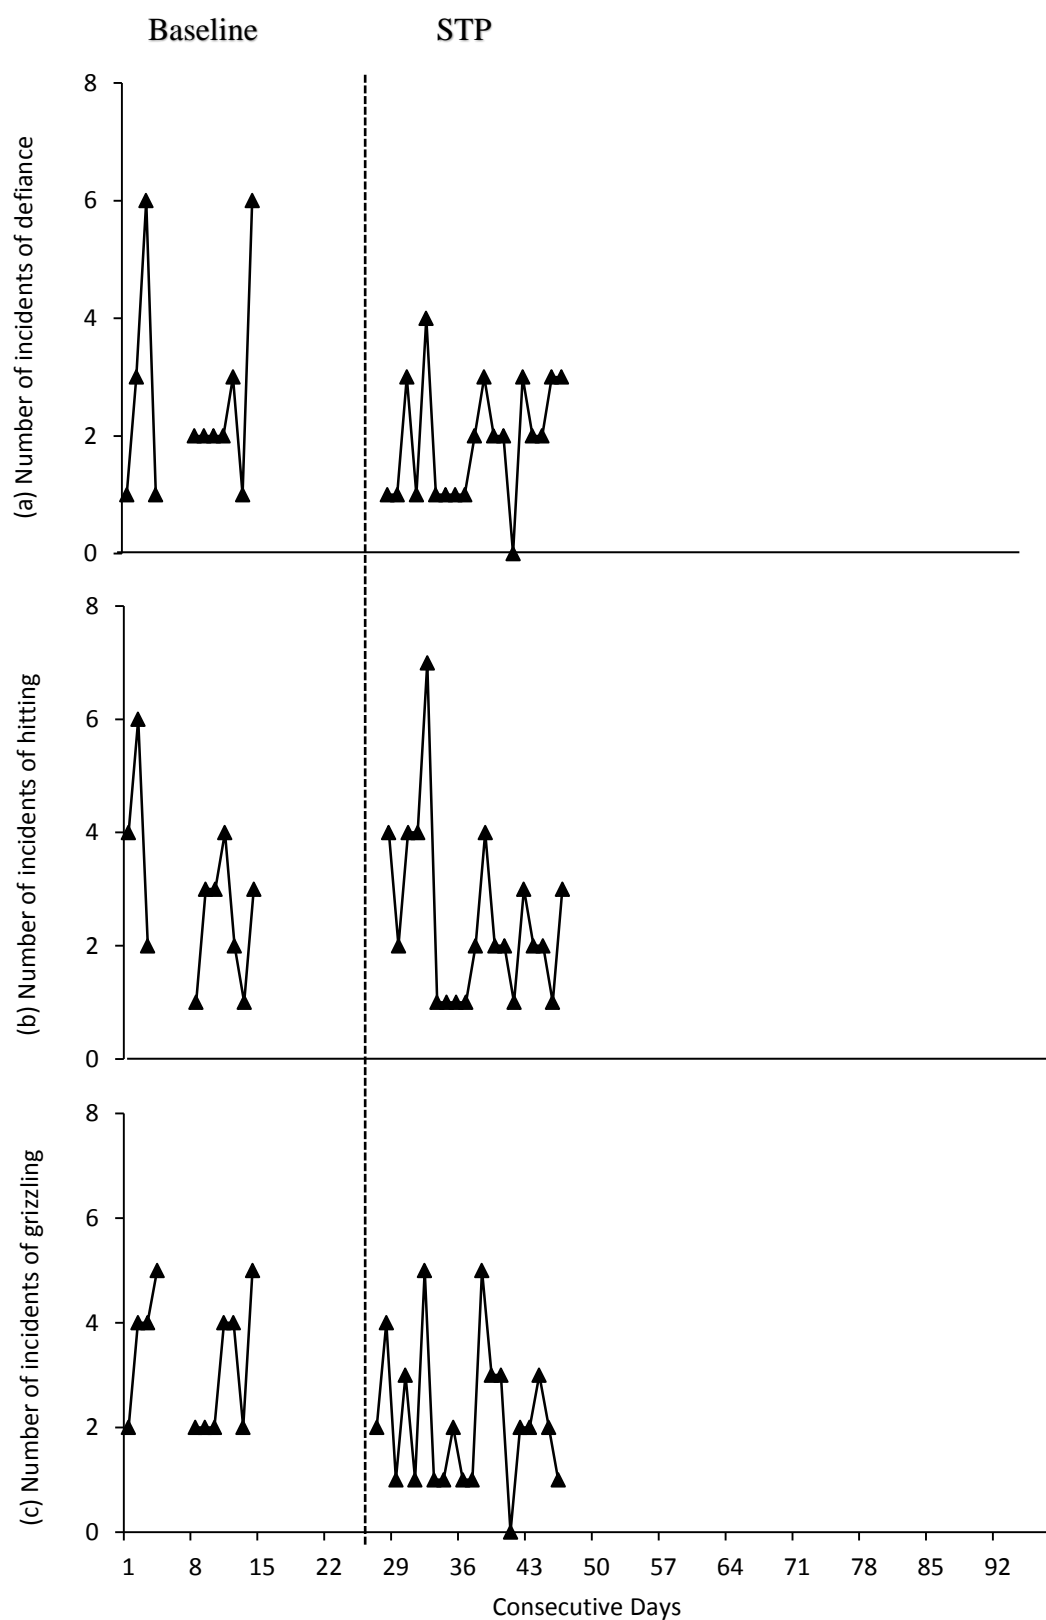 Baseline STP
(a) Number of incidents of defiance
8
6
4
2
0
(b) Number of incidents of hitting
8
6
4
2
0
(c) Number of incidents of grizzling
8
6
4
2
0
1 8 15 22 29 36 43 50 57 64 71 78 85 92
Consecutive Days